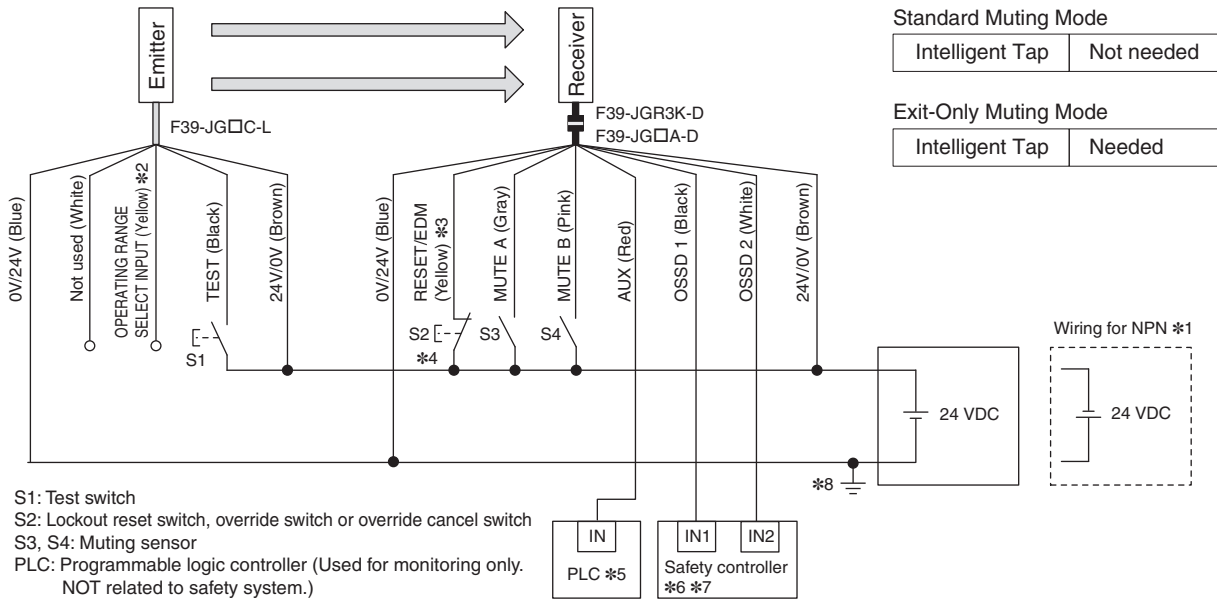 Emitter
Receiver
Standard Muting Mode
Intelligent Tap Not needed
Exit-Only Muting Mode
Intelligent Tap Needed
F39-JG□C-L
F39-JGR3K-D
F39-JG□A-D
0V/24V (Blue)
Not used (White)
OPERATING RANGE
SELECT INPUT (Yellow) ✱2
TEST (Black)
24V/0V (Brown)
0V/24V (Blue)
RESET/EDM
(Yellow) ✱3
MUTE A (Gray)
MUTE B (Pink)
AUX (Red)
OSSD 1 (Black)
OSSD 2 (White)
24V/0V (Brown)
S1
S2
✱4
S3
S4
Wiring for NPN ✱1
24 VDC
24 VDC
✱8
S1: Test switch
S2: Lockout reset switch, override switch or override cancel switch
S3, S4: Muting sensor
PLC: Programmable logic controller (Used for monitoring only.
NOT related to safety system.)
IN
PLC ✱5
IN1 IN2
Safety controller
✱6 ✱7